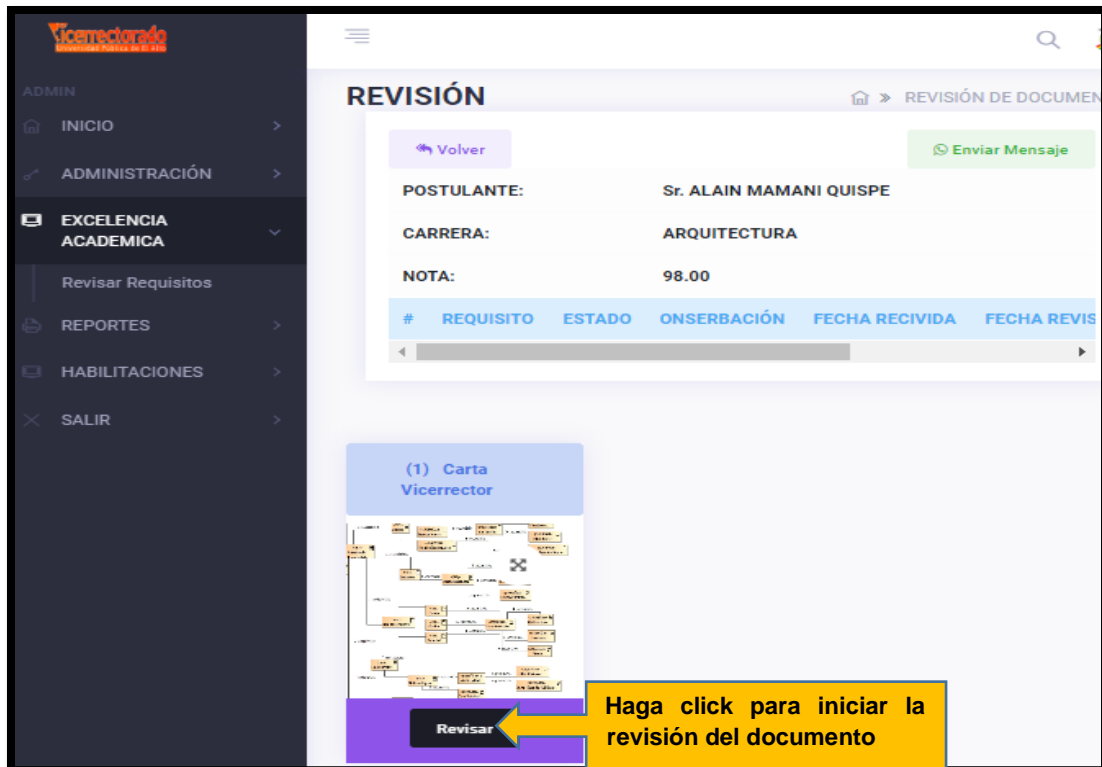 Vicerrectorado
Universidad Pública de El Alto
ADMIN
INICIO
ADMINISTRACIÓN
EXCELENCIA
ACADEMICA
Revisar Requisitos
REPORTES
HABILITACIONES
SALIR
REVISIÓN
REVISIÓN DE DOCUMEN
Volver
Enviar Mensaje
POSTULANTE: Sr. ALAIN MAMANI QUISPE
CARRERA: ARQUITECTURA
NOTA: 98.00
# REQUISITO ESTADO ONSERBACIÓN FECHA RECIVIDA FECHA REVIS
(1) Carta
Vicerrector
Revisar
Haga click para iniciar la
revisión del documento